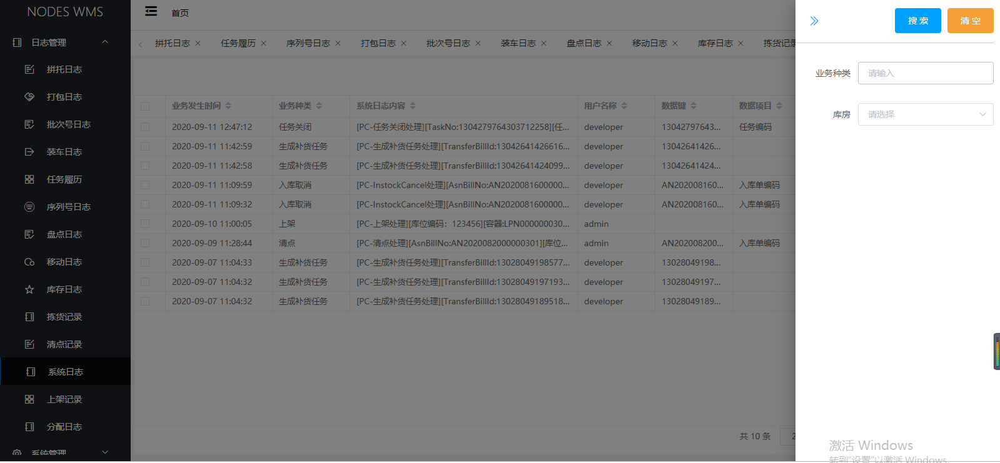 NODES WMS
首页
日志管理
拼托日志
打包日志
批次号日志
装车日志
任务履历
序列号日志
盘点日志
移动日志
库存日志
拣货记录
清点记录
系统日志
上架记录
分配日志
系统管理
拼托日志 任务履历 序列号日志 打包日志 批次号日志 装车日志 盘点日志 移动日志 库存日志 拣货记录
业务发生时间 业务种类 系统日志内容 用户名称 数据键 数据项目
2020-09-11 12:47:12 任务关闭 [PC-任务关闭处理][TaskNo:1304279764303712258][任... developer 13042797643... 任务编码
2020-09-11 11:42:59 生成补货任务 [PC-生成补货任务处理][TransferBillId:13042641426616... developer 13042641426...
2020-09-11 11:42:58 生成补货任务 [PC-生成补货任务处理][TransferBillId:13042641424099... developer 13042641424...
2020-09-11 11:09:59 入库取消 [PC-InstockCancel处理][AsnBillNo:AN2020081600000... developer AN202008160... 入库单编码
2020-09-11 11:09:32 入库取消 [PC-InstockCancel处理][AsnBillNo:AN2020081600000... developer AN202008160... 入库单编码
2020-09-10 11:00:05 上架 [PC-上架处理][库位编码：123456][容器:LPN000000030... admin
2020-09-09 11:28:44 清点 [PC-清点处理][AsnBillNo:AN2020082000000301][库位... admin AN202008200... 入库单编码
2020-09-07 11:04:33 生成补货任务 [PC-生成补货任务处理][TransferBillId:13028049198577... developer 13028049198...
2020-09-07 11:04:32 生成补货任务 [PC-生成补货任务处理][TransferBillId:13028049197193... developer 13028049197...
2020-09-07 11:04:32 生成补货任务 [PC-生成补货任务处理][TransferBillId:13028049189518... developer 13028049189...
共 10 条 2
搜 索 清 空
业务种类 请输入
库房 请选择
激活 Windows
转到"设置"以激活 Windows。